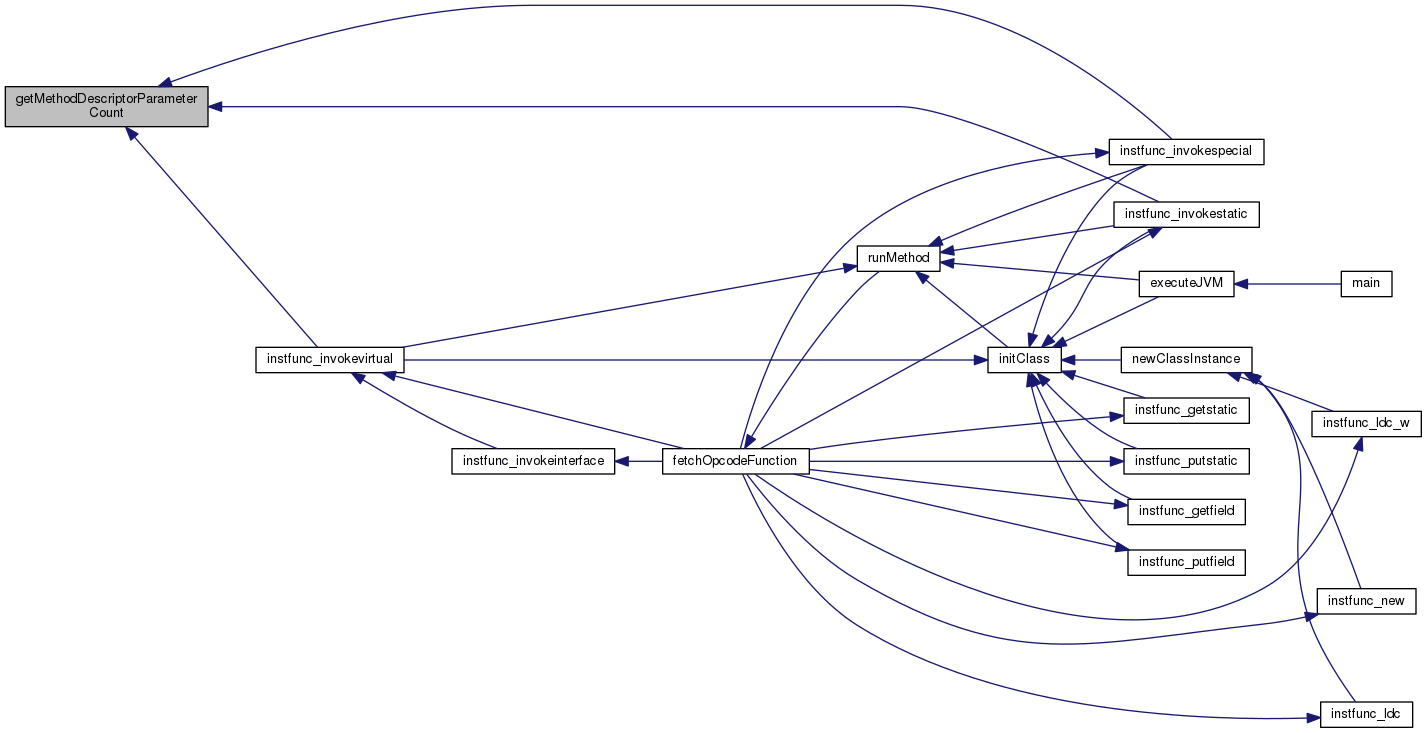 getMethodDescriptorParameter
Count
instfunc_invokespecial
instfunc_invokestatic
runMethod
executeJVM
main
instfunc_invokevirtual
initClass
newClassInstance
instfunc_getstatic
instfunc_ldc_w
instfunc_invokeinterface
fetchOpcodeFunction
instfunc_putstatic
instfunc_getfield
instfunc_putfield
instfunc_new
instfunc_ldc